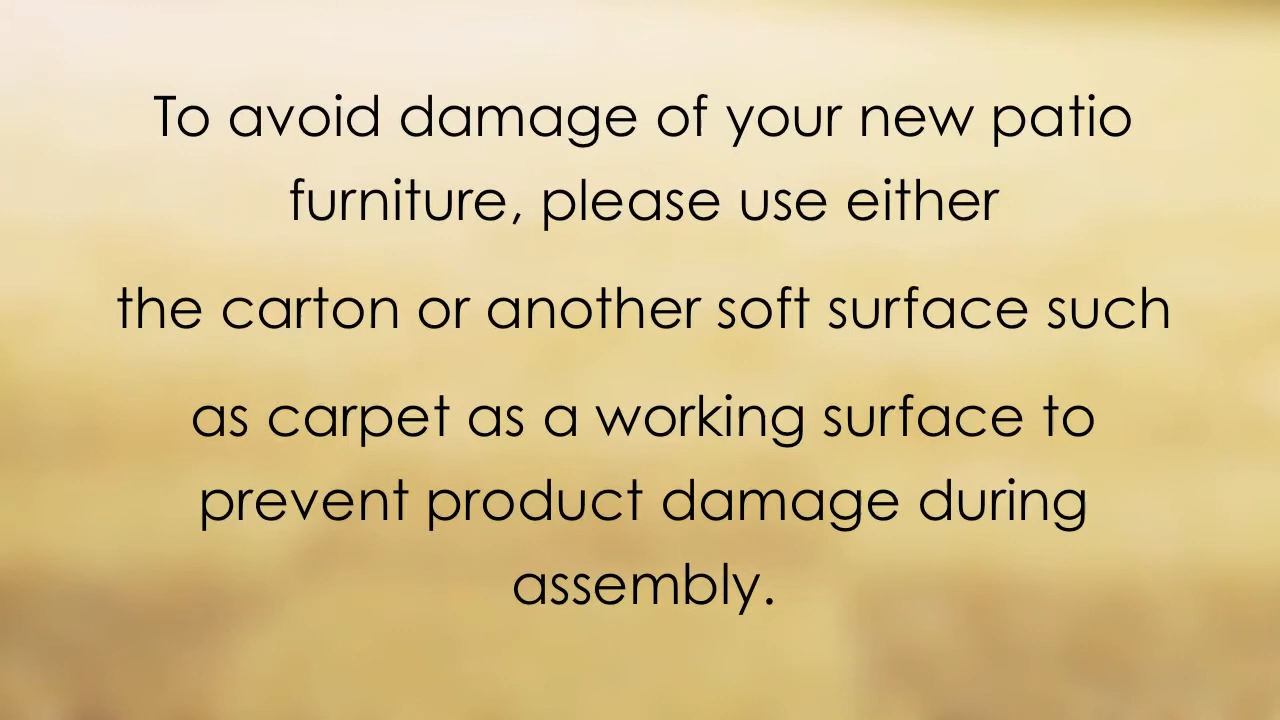 To avoid damage of your new patio
furniture, please use either
the carton or another soft surface such
as carpet as a working surface to
prevent product damage during
assembly.